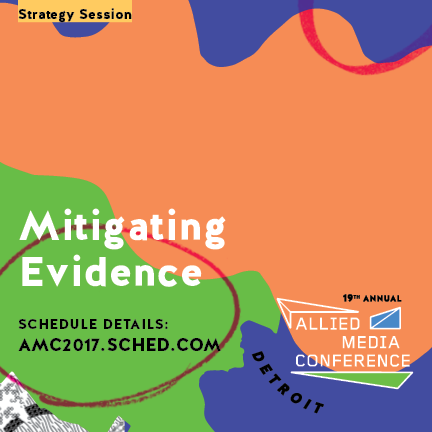 Strategy Session
Mitigating
Evidence
SCHEDULE DETAILS:
AMC2017.SCHED.COM
19TH ANNUAL
ALLIED
MEDIA
CONFERENCE
DETROIT